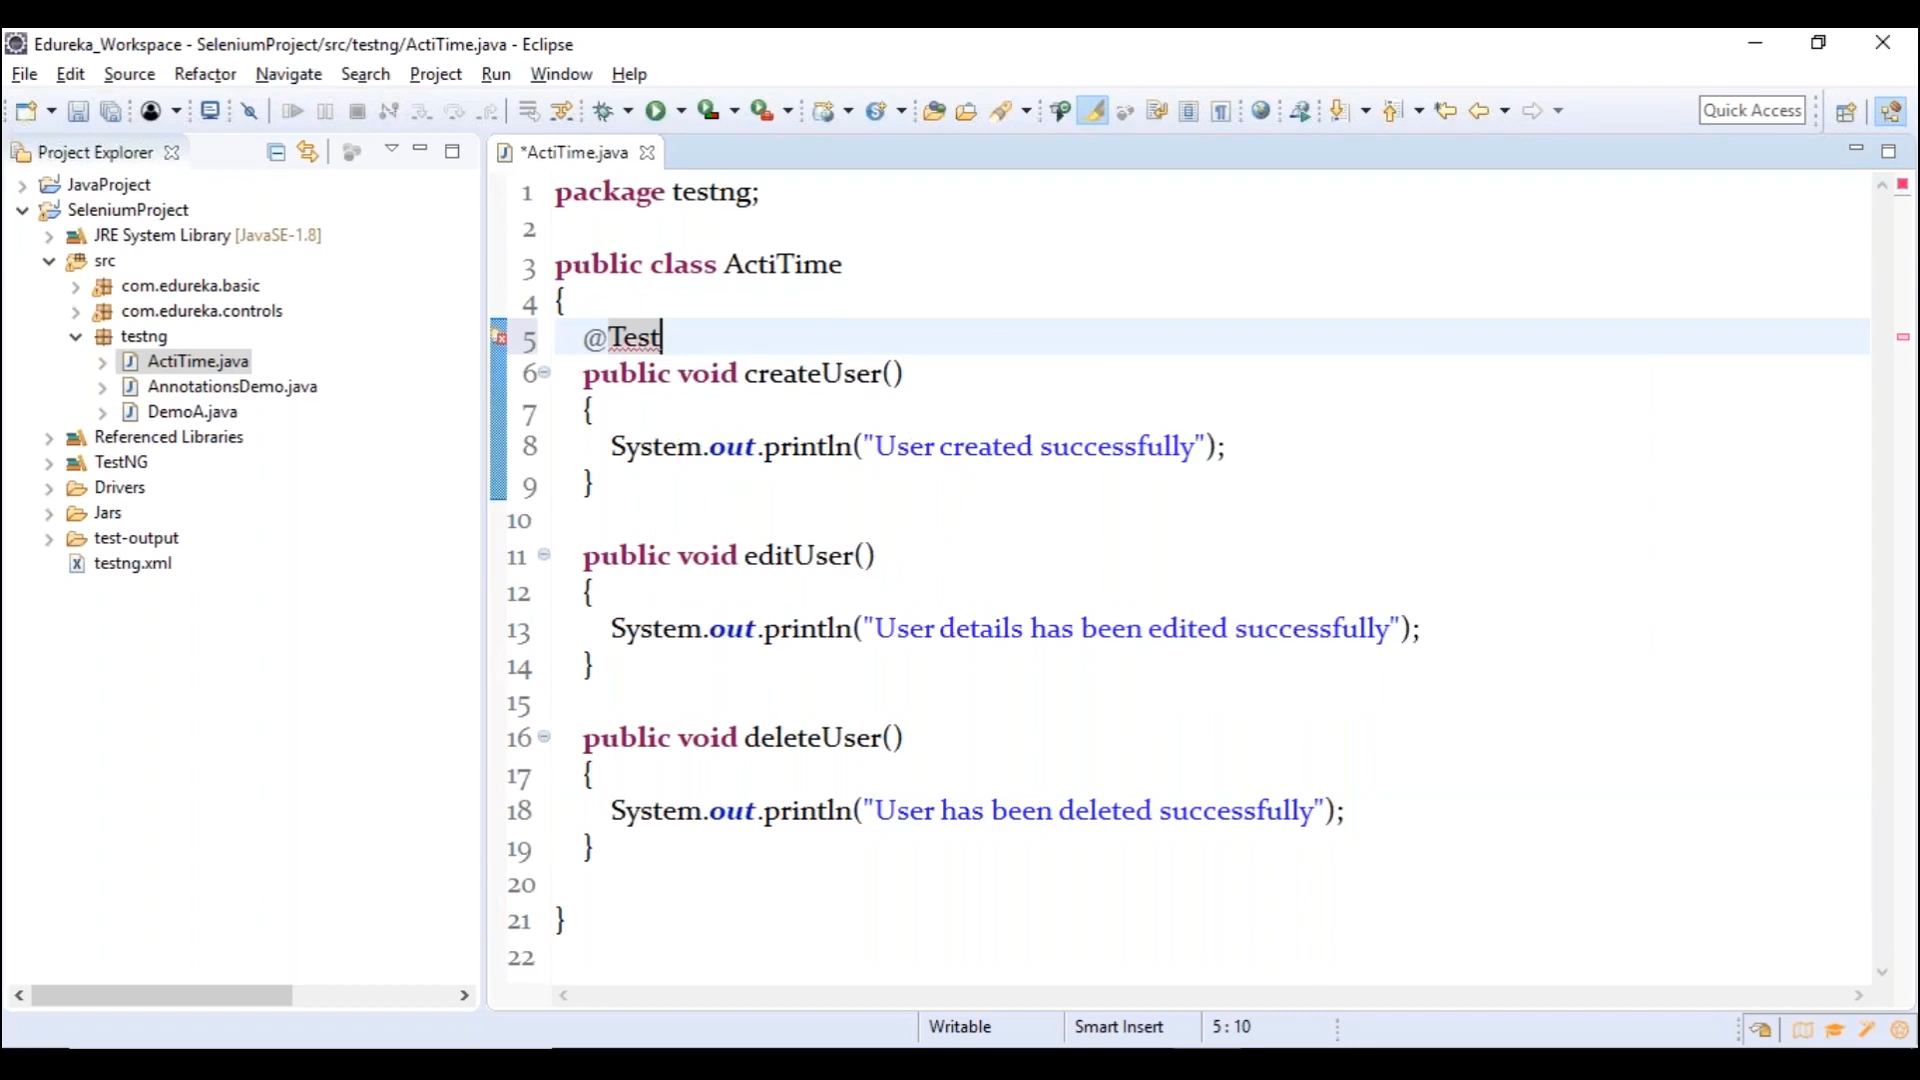 Edureka_Workspace - SeleniumProject/src/testng/ActiTime.java - Eclipse
File Edit Source Refactor Navigate Search Project Run Window Help
Quick Access
Project Explorer
*ActiTime.java
JavaProject
SeleniumProject
JRE System Library [JavaSE-1.8]
src
com.edureka.basic
com.edureka.controls
testng
ActiTime.java
AnnotationsDemo.java
DemoA.java
Referenced Libraries
TestNG
Drivers
Jars
test-output
testng.xml
1 package testng;
2
3 public class ActiTime
4 {
5 @Test
6 public void createUser()
7 {
8 System.out.println("User created successfully");
9 }
10
11 public void editUser()
12 {
13 System.out.println("User details has been edited successfully");
14 }
15
16 public void deleteUser()
17 {
18 System.out.println("User has been deleted successfully");
19 }
20
21 }
22
Writable Smart Insert 5 : 10